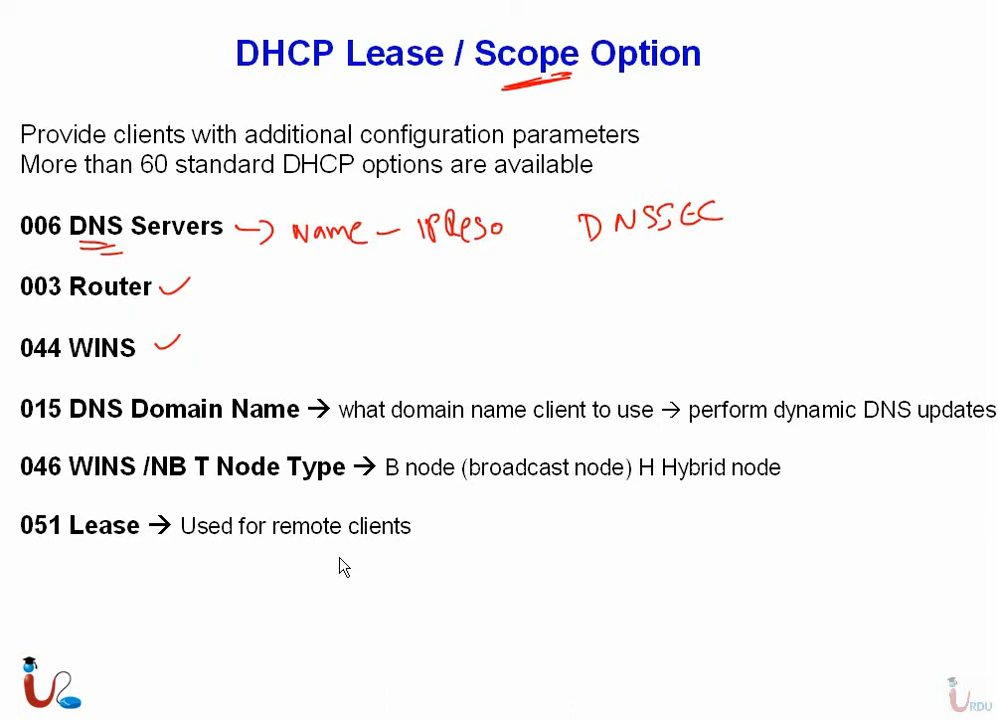 DHCP Lease / Scope Option
Provide clients with additional configuration parameters
More than 60 standard DHCP options are available
006 DNS Servers → Name - IP Reso DNSSEC
003 Router ✓
044 WINS ✓
015 DNS Domain Name → what domain name client to use → perform dynamic DNS updates
046 WINS /NB T Node Type → B node (broadcast node) H Hybrid node
051 Lease → Used for remote clients
URDU